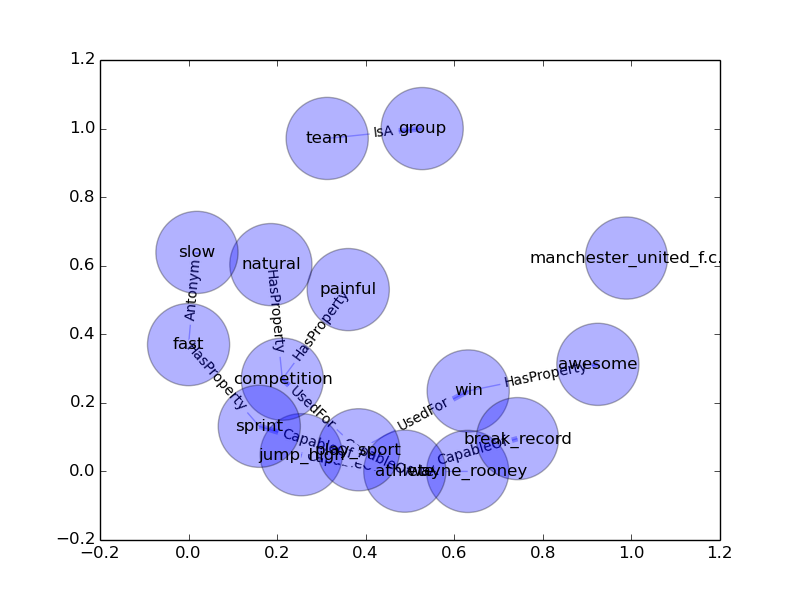 1.2
team
IsA
group
1.0
0.8
slow
natural
manchester_united_f.c.
0.6
painful
Antonym
HasProperty
HasProperty
0.4
fast
awesome
HasProperty
HasProperty
competition
win
0.2
UsedFor
UsedFor
sprint
break_record
jump_high
play_sport
CapableOf
0.0
athlete
wayne_rooney
−0.2
−0.2
0.0
0.2
0.4
0.6
0.8
1.0
1.2